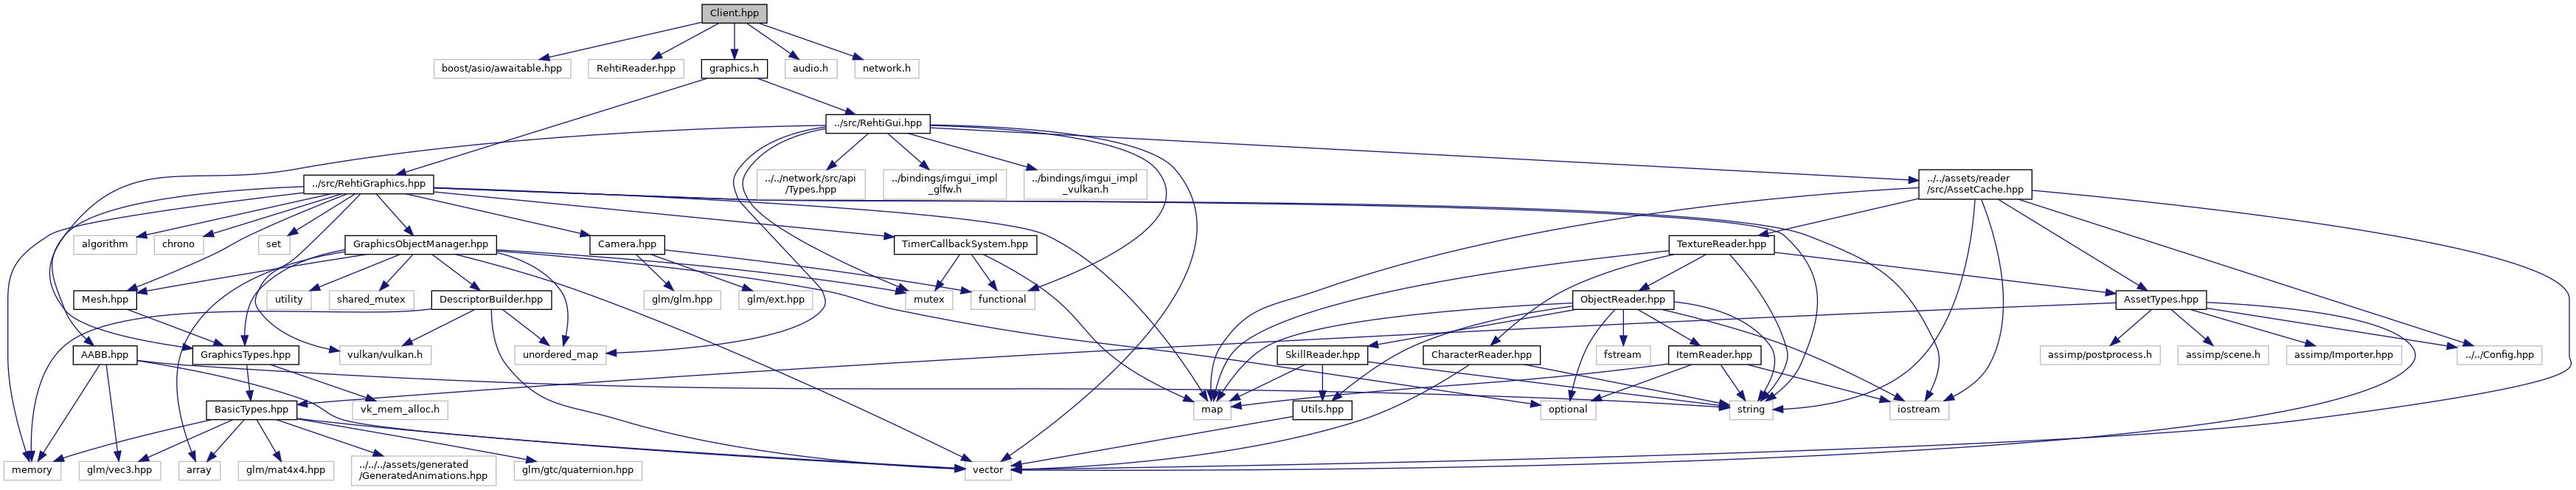 Client.hpp
boost/asio/awaitable.hpp
RehtiReader.hpp
graphics.h
audio.h
network.h
../src/RehtiGui.hpp
../src/RehtiGraphics.hpp
../../network/src/api
/Types.hpp
../bindings/imgui_impl
_glfw.h
../bindings/imgui_impl
_vulkan.h
../../assets/reader
/src/AssetCache.hpp
algorithm
chrono
set
GraphicsObjectManager.hpp
Camera.hpp
TimerCallbackSystem.hpp
TextureReader.hpp
Mesh.hpp
utility
shared_mutex
DescriptorBuilder.hpp
glm/glm.hpp
glm/ext.hpp
mutex
functional
ObjectReader.hpp
AssetTypes.hpp
AABB.hpp
GraphicsTypes.hpp
vulkan/vulkan.h
unordered_map
SkillReader.hpp
CharacterReader.hpp
fstream
ItemReader.hpp
assimp/postprocess.h
assimp/scene.h
assimp/Importer.hpp
../../Config.hpp
BasicTypes.hpp
vk_mem_alloc.h
map
Utils.hpp
optional
string
iostream
memory
glm/vec3.hpp
array
glm/mat4x4.hpp
../../../assets/generated
/GeneratedAnimations.hpp
glm/gtc/quaternion.hpp
vector